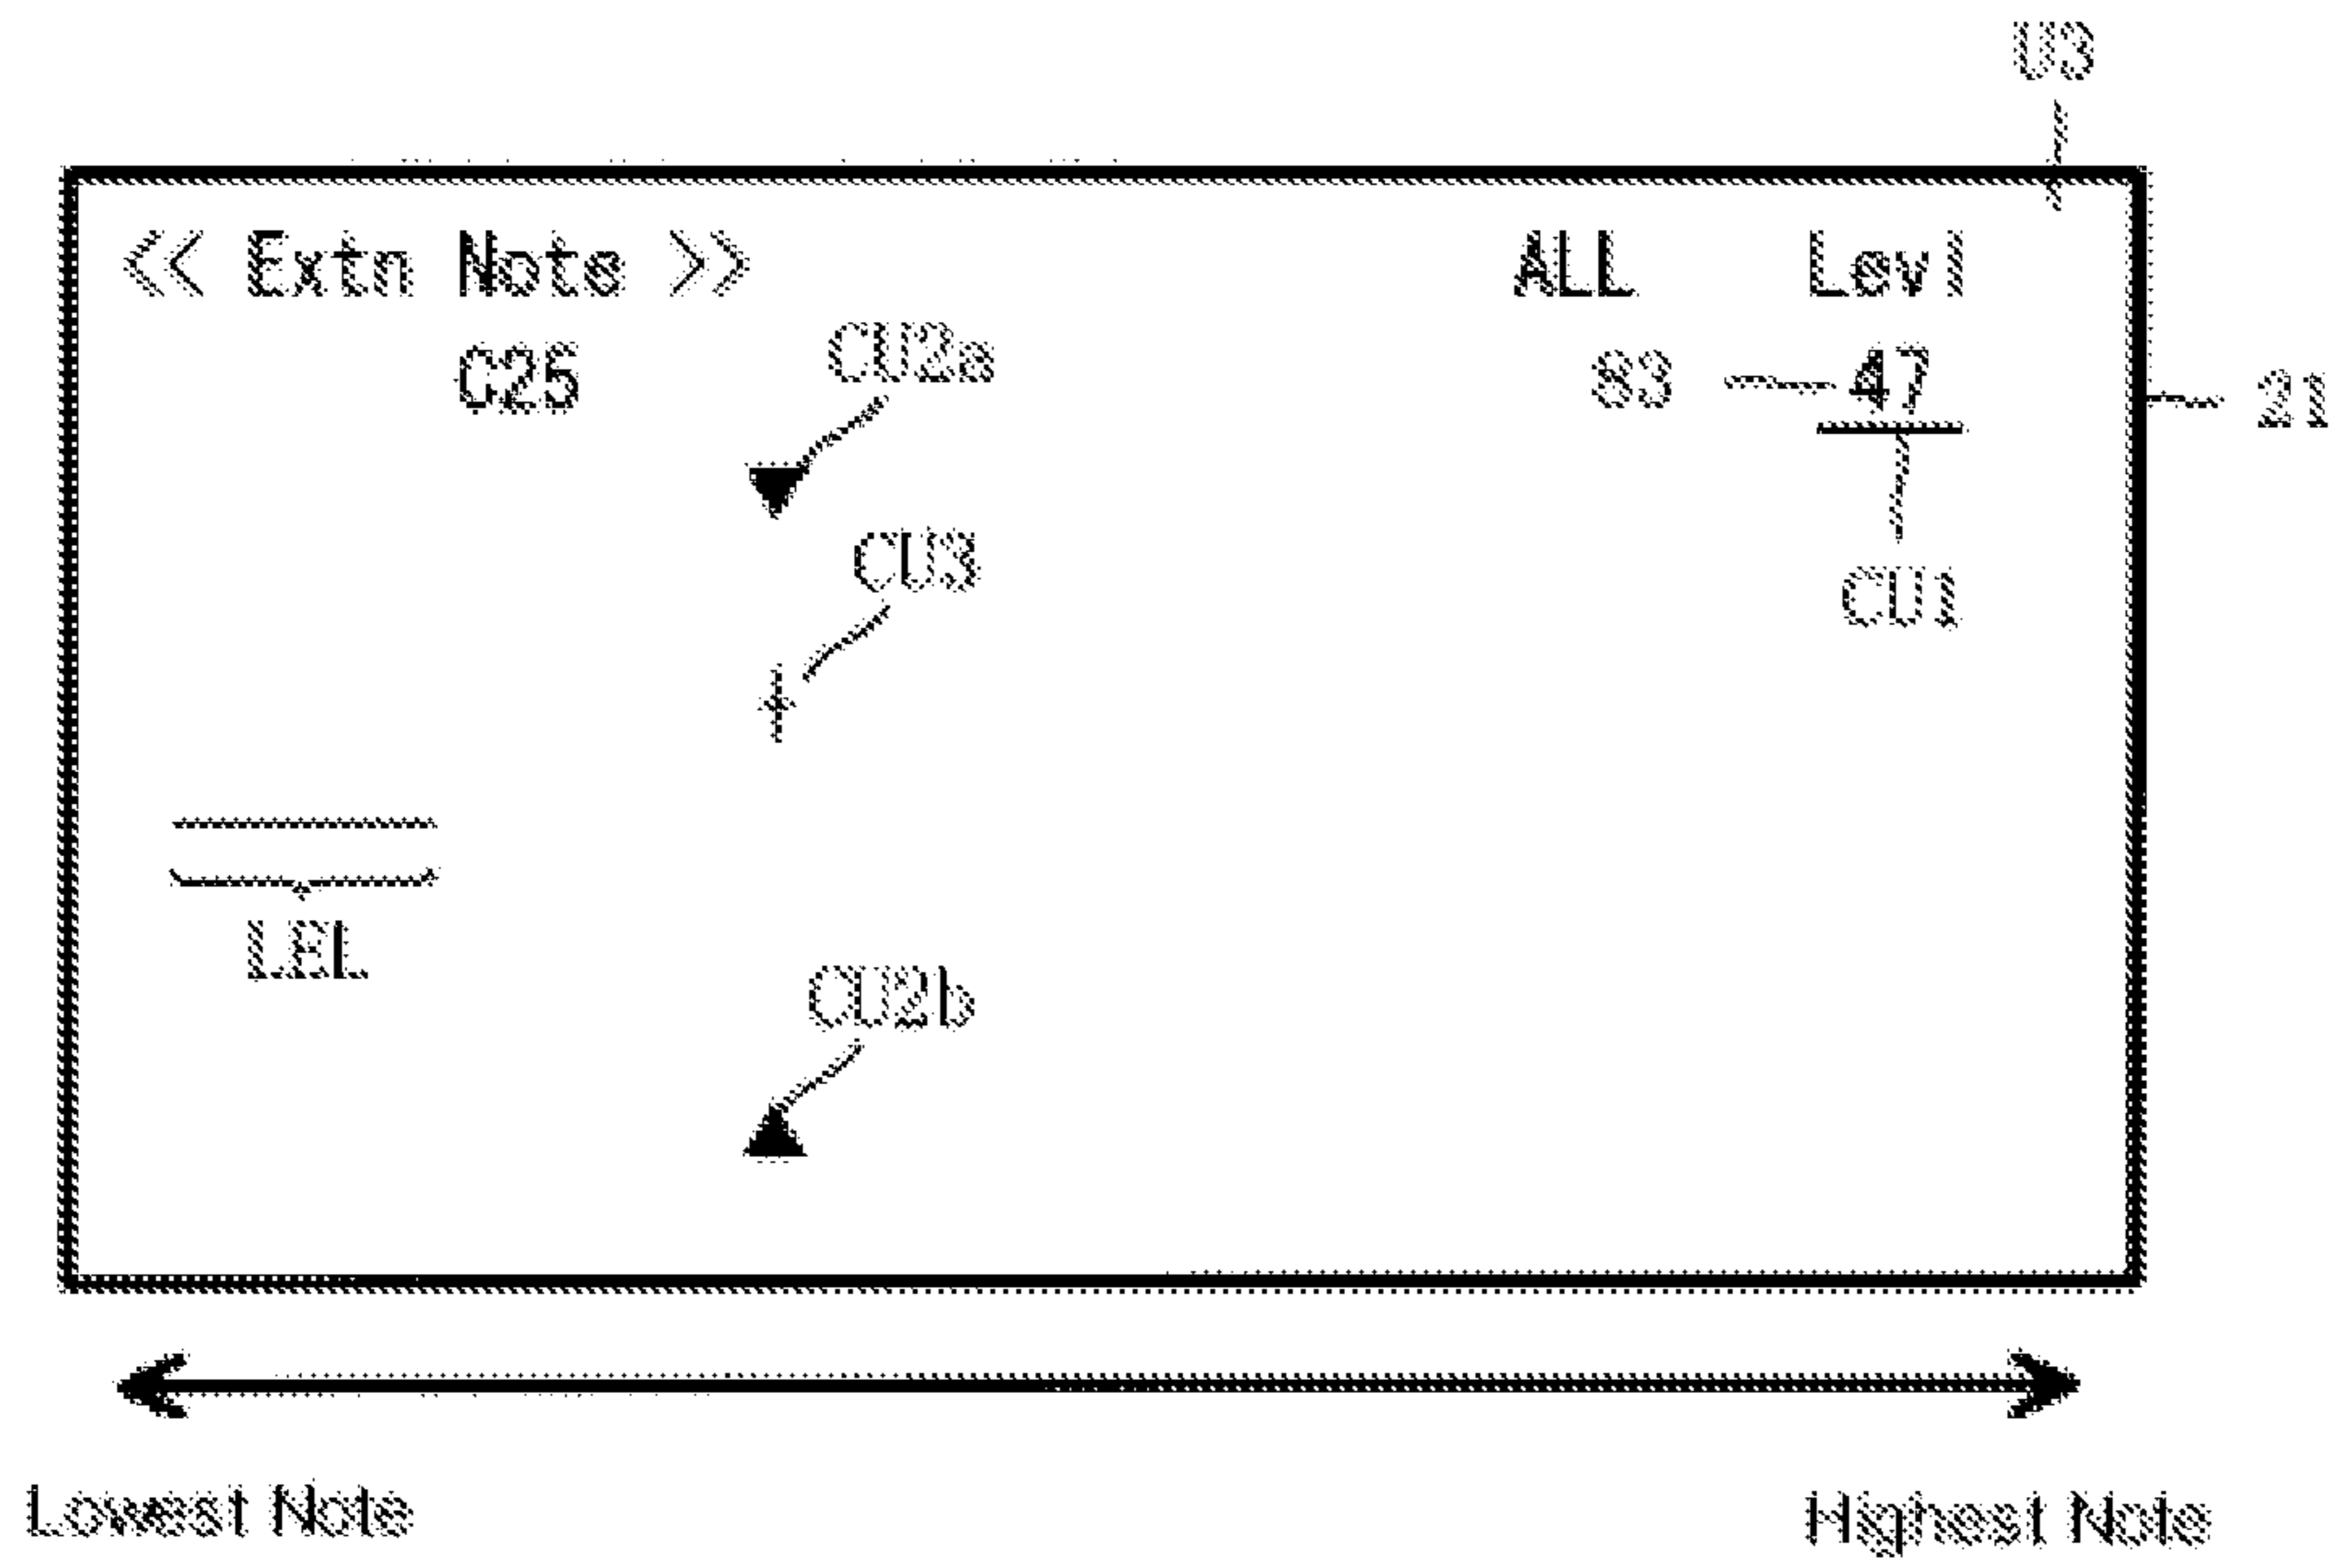 U3
<< Extn Note >> ALL Levl
C25 83 47
CU2a
21
CU3
CU1
LEL
CU2b
Lowest Note Highest Note